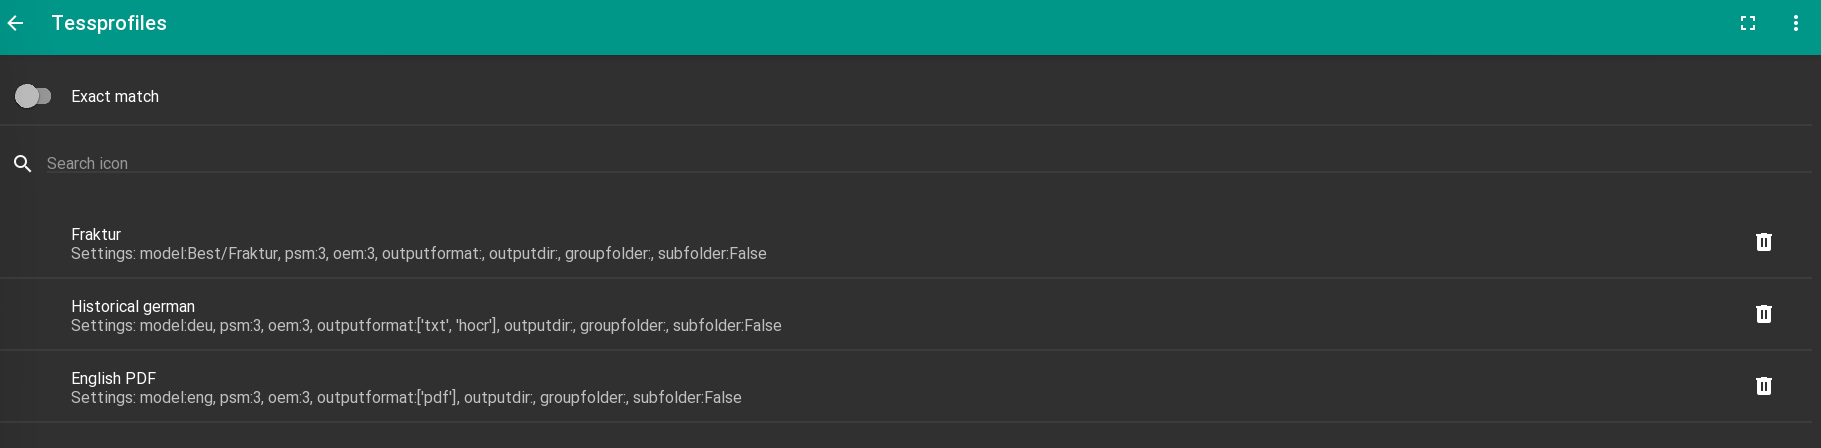 Tessprofiles
Exact match
Search icon
Fraktur
Settings: model:Best/Fraktur, psm:3, oem:3, outputformat:, outputdir:, groupfolder:, subfolder:False
Historical german
Settings: model:deu, psm:3, oem:3, outputformat:['txt', 'hocr'], outputdir:, groupfolder:, subfolder:False
English PDF
Settings: model:eng, psm:3, oem:3, outputformat:['pdf'], outputdir:, groupfolder:, subfolder:False